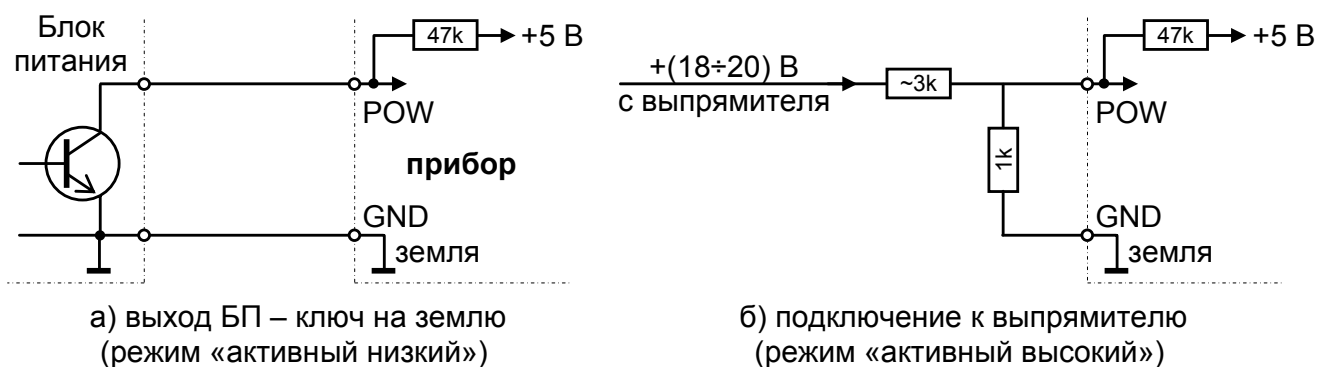 Блок
питания
47k
+5 В
POW
прибор
GND
земля
а) выход БП – ключ на землю
(режим «активный низкий»)
+(18÷20) В
с выпрямителя
~3k
47k
+5 В
POW
1k
GND
земля
б) подключение к выпрямителю
(режим «активный высокий»)